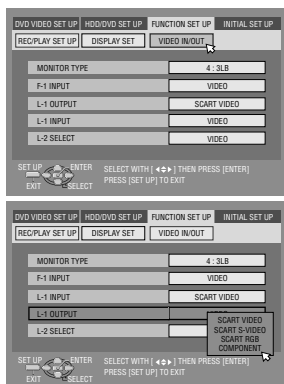 DVD VIDEO SET UP HDD/DVD SET UP FUNCTION SET UP INITIAL SET UP
REC/PLAY SET UP DISPLAY SET VIDEO IN/OUT
MONITOR TYPE 4 : 3LB
F-1 INPUT VIDEO
L-1 OUTPUT SCART VIDEO
L-1 INPUT VIDEO
L-2 SELECT VIDEO
SET UP ENTER SELECT WITH [ ] THEN PRESS [ENTER]
EXIT SELECT PRESS [SET UP] TO EXIT
DVD VIDEO SET UP HDD/DVD SET UP FUNCTION SET UP INITIAL SET UP
REC/PLAY SET UP DISPLAY SET VIDEO IN/OUT
MONITOR TYPE 4 : 3LB
F-1 INPUT VIDEO
L-1 INPUT SCART VIDEO
L-1 OUTPUT
SCART VIDEO
L-2 SELECT SCART S-VIDEO
SCART RGB
COMPONENT
SET UP ENTER SELECT WITH [ ] THEN PRESS [ENTER]
EXIT SELECT PRESS [SET UP] TO EXIT